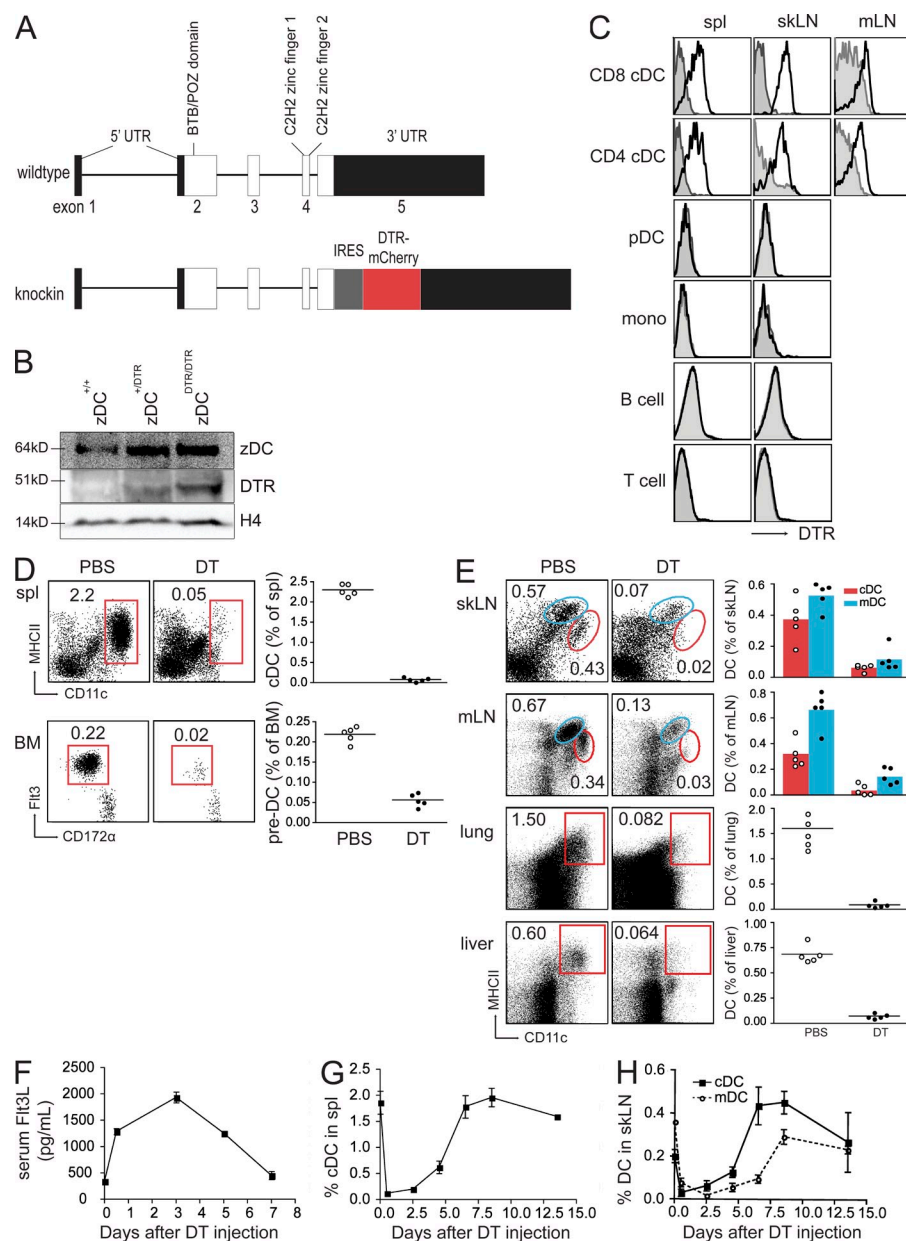 A
5' UTR
BTB/POZ domain
C2H2 zinc finger 1
C2H2 zinc finger 2
3' UTR
wildtype
exon 1
2
3
4
5
IRES
DTR-
mCherry
knockin
B
zDC +/+
zDC +/DTR
zDC DTR/DTR
64kD
zDC
51kD
DTR
14kD
H4
C
spl
skLN
mLN
CD8 cDC
CD4 cDC
pDC
mono
B cell
T cell
DTR
D
PBS
DT
spl
2.2
0.05
MHCII
CD11c
cDC (% of spl)
2.5
2.0
1.5
1.0
0.5
0.0
BM
0.22
0.02
Flt3
CD172α
pre-DC (% of BM)
0.25
0.20
0.15
0.10
0.05
0.00
PBS
DT
E
PBS
DT
skLN
0.57
0.43
0.07
0.02
DC (% of skLN)
0.6
0.4
0.2
0.0
cDC
mDC
mLN
0.67
0.34
0.13
0.03
DC (% of mLN)
0.8
0.6
0.4
0.2
0.0
lung
1.50
0.082
DC (% of lung)
2.0
1.5
1.0
0.5
0.0
liver
0.60
0.064
MHCII
CD11c
DC (% of liver)
1.00
0.75
0.50
0.25
0.00
PBS
DT
F
serum Flt3L
(pg/mL)
2500
2000
1500
1000
500
0
0 1 2 3 4 5 6 7 8
Days after DT injection
G
% cDC in spl
2.5
2.0
1.5
1.0
0.5
0.0
0.0 2.5 5.0 7.5 10.0 12.5 15.0
Days after DT injection
H
cDC
mDC
% DC in skLN
0.6
0.4
0.2
0.0
0.0 2.5 5.0 7.5 10.0 12.5 15.0
Days after DT injection